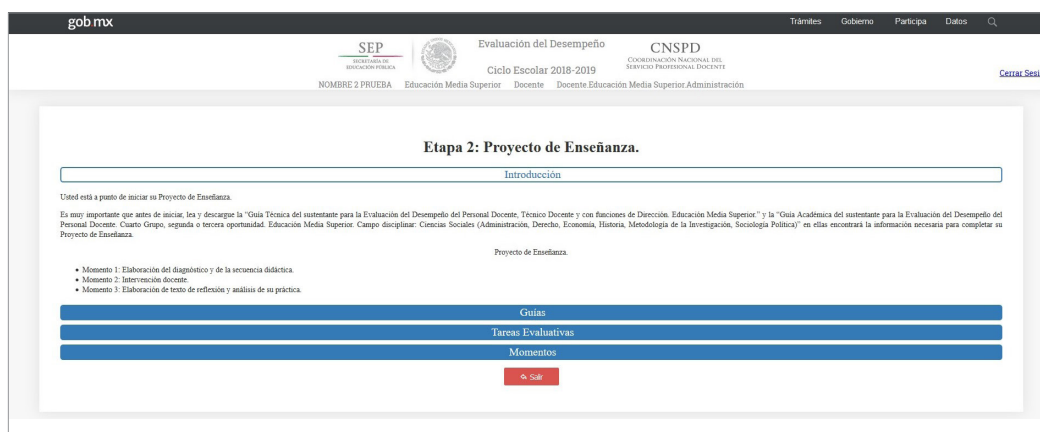 gob mx
Trámites Gobierno Participa Datos
SEP
SECRETARÍA DE
EDUCACIÓN PÚBLICA
Evaluación del Desempeño
Ciclo Escolar 2018-2019
CNSPD
COORDINACIÓN NACIONAL DEL
SERVICIO PROFESIONAL DOCENTE
NOMBRE 2 PRUEBA Educación Media Superior Docente Docente.Educación Media Superior.Administración
Cerrar Sesi
Etapa 2: Proyecto de Enseñanza.
Introducción
Usted está a punto de iniciar su Proyecto de Enseñanza.
Es muy importante que antes de iniciar, lea y descargue la “Guía Técnica del sustentante para la Evaluación del Desempeño del Personal Docente, Técnico Docente y con funciones de Dirección. Educación Media Superior.” y la “Guía Académica del sustentante para la Evaluación del Desempeño del
Personal Docente. Cuarto Grupo, segunda o tercera oportunidad. Educación Media Superior. Campo disciplinar: Ciencias Sociales (Administración, Derecho, Economía, Historia, Metodología de la Investigación, Sociología Política)” en ellas encontrará la información necesaria para completar su
Proyecto de Enseñanza.
Proyecto de Enseñanza.
• Momento 1: Elaboración del diagnóstico y de la secuencia didáctica.
• Momento 2: Intervención docente.
• Momento 3: Elaboración de texto de reflexión y análisis de su práctica.
Guías
Tareas Evaluativas
Momentos
Salir